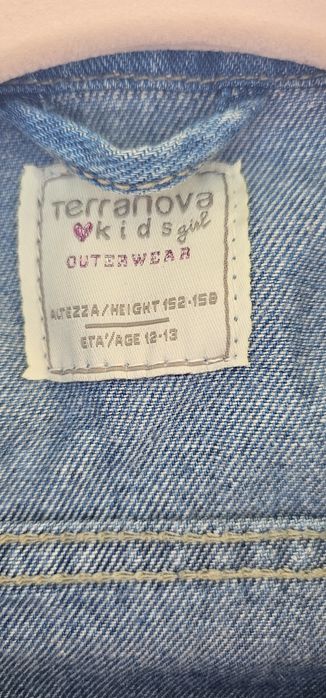 Terranova
kids girl
OUTERWEAR
ALTEZZA/HEIGHT 152-158
ETA'/AGE 12-13